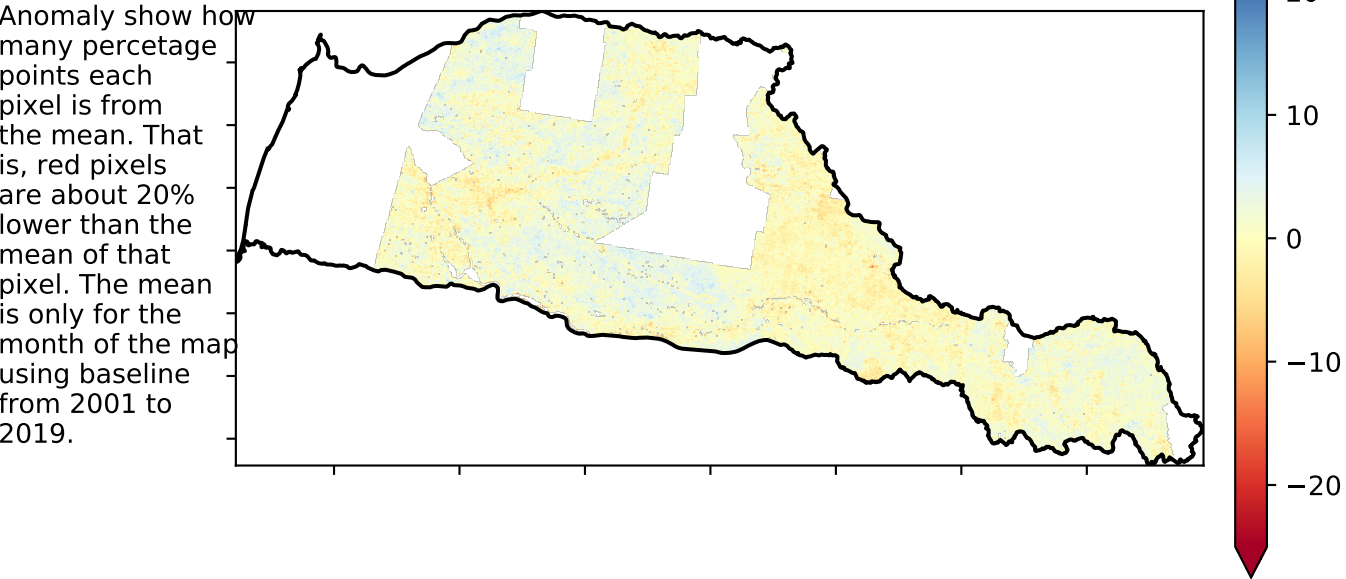 Anomaly show how
many percetage
points each
pixel is from
the mean. That
is, red pixels
are about 20%
lower than the
mean of that
pixel. The mean
is only for the
month of the map
using baseline
from 2001 to
2019.
10
0
−10
−20